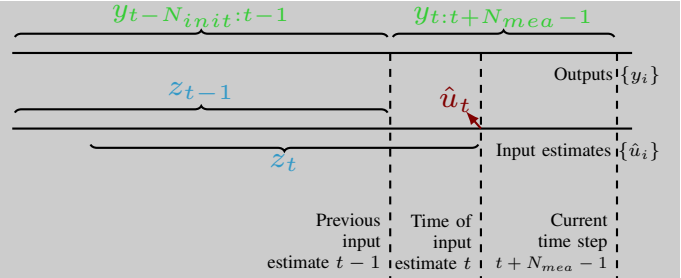 y_{t-N_{init}:t-1} y_{t:t+N_{mea}-1}
Outputs {y_i}
z_{t-1}
û_t
Input estimates {û_i}
z_t
Previous
input
estimate t − 1
Time of
input
estimate t
Current
time step
t + N_{mea} − 1